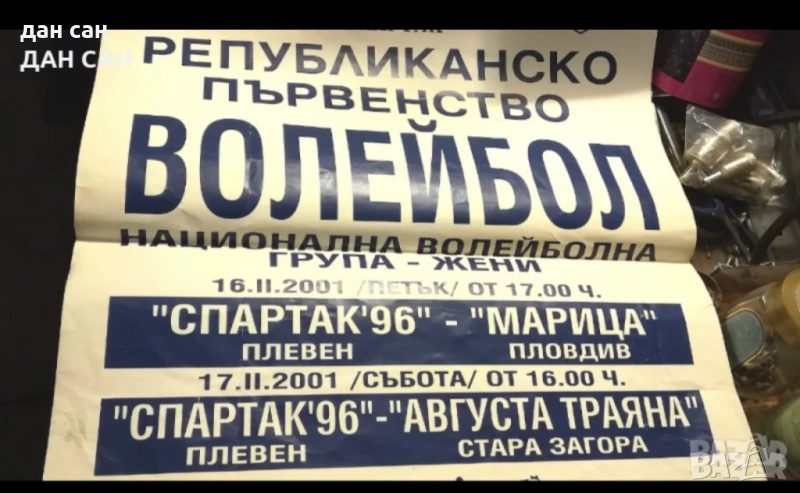 дан сан
ДАН САН
РЕПУБЛИКАНСКО
ПЪРВЕНСТВО
ВОЛЕЙБОЛ
НАЦИОНАЛНА ВОЛЕЙБОЛНА
ГРУПА - ЖЕНИ
16.II.2001 /ПЕТЪК/ ОТ 17.00 Ч.
"СПАРТАК'96" - "МАРИЦА"
ПЛЕВЕН ПЛОВДИВ
17.II.2001 /СЪБОТА/ ОТ 16.00 Ч.
"СПАРТАК'96"-"АВГУСТА ТРАЯНА"
ПЛЕВЕН СТАРА ЗАГОРА
BAZAR